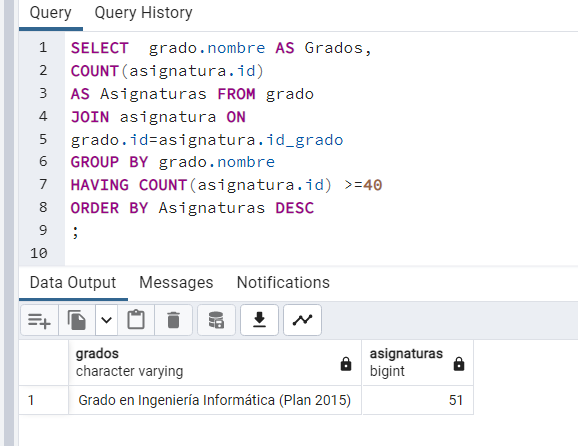 Query Query History
1 SELECT  grado.nombre AS Grados,
2 COUNT(asignatura.id)
3 AS Asignaturas FROM grado
4 JOIN asignatura ON
5 grado.id=asignatura.id_grado
6 GROUP BY grado.nombre
7 HAVING COUNT(asignatura.id) >=40
8 ORDER BY Asignaturas DESC
9 ;
10
Data Output Messages Notifications
grados asignaturas
character varying bigint
1 Grado en Ingeniería Informática (Plan 2015) 51